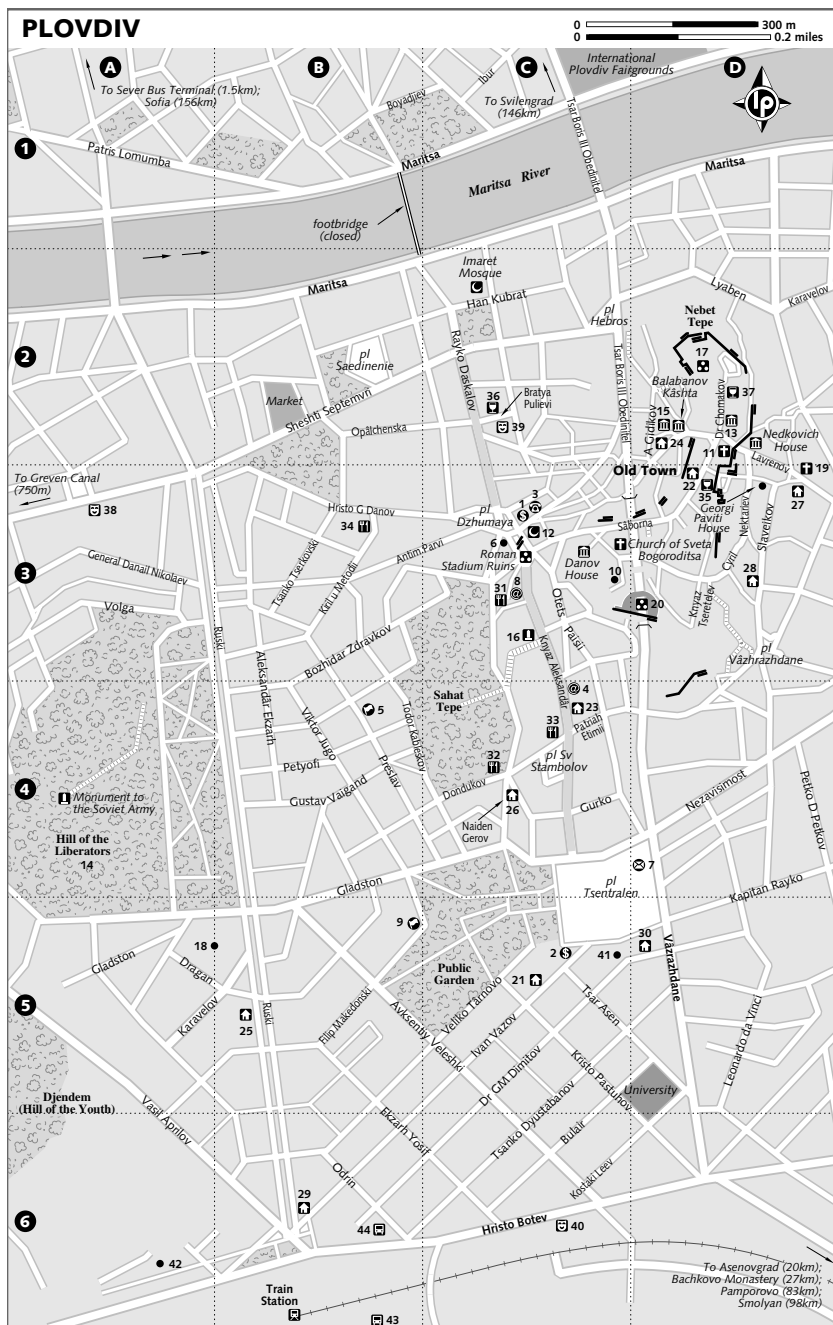 PLOVDIV
0 300 m
0 0.2 miles
A
B
C
D
lp
To Sever Bus Terminal (1.5km);
Sofia (156km)
Ibur
Boyadjiev
To Svilengrad
(146km)
International
Plovdiv Fairgrounds
1
Patris Lomumba
Maritsa
Maritsa River
Tsar Boris III Obedinitel
Maritsa
footbridge
(closed)
Maritsa
Imaret
Mosque
Han Kubrat
pl
Hebros
Lyaben
Karavelov
Nebet
Tepe
17
2
pl
Saedinenie
Rayko Daskalov
Tsar Boris III Obedinitel
Balabanov
Kâshta
37
Market
Sheshti Septemvri
36
Bratya
Pulievi
39
Opâlchenska
15
A Gidikov
24
Dr Chomakov
13
Nedkovich
House
11
Lavrenov
19
Old Town
22
35
27
To Greven Canal
(750m)
38
Hristo G Danov
34
pl
Dzhumaya
1
3
12
6
Sâborna
Georgi
Paviti
House
Nektariev
Slaveikov
3
General Danail Nikolaev
Tsanko Tserkovski
Kiril u Metodii
Antim Parvi
Roman
Stadium Ruins
Danov
House
Church of Sveta
Bogoroditsa
10
Cyril
28
Volga
Ruski
31
8
20
Knyaz
Tseretelev
16
Otets
Paisii
Knyaz Aleksandâr
pl
Vâzhrazhdane
Bozhidar Zdravkov
Aleksandâr Ekzarh
Sahat
Tepe
5
Todor Kableskov
4
23
Viktor Jugo
33
Patriah
Etimii
Petyofi
Preslav
32
pl Sv
Stambolov
4
Monument to
the Soviet Army
Gustav Vaigand
Dondukov
26
Gurko
Nezavisimost
Petko D Petkov
Hill of the
Liberators
14
Naiden
Gerov
7
Gladston
pl
Tsentralen
Kapitan Rayko
9
30
Gladston
18
Dragan
Karavelov
Public
Garden
2
41
Vâzrazhdane
21
5
25
Ruski
Filip Makedonski
Avksentiy Veleshki
Veliko Tarnovo
Ivan Vazov
Tsar Asen
Leonardo da Vinci
Dr GM Dimitov
Kristo Pastuhov
University
Djendem
(Hill of the Youth)
Vasil Aprilov
Ekzarh Yosif
Tsanko Dyustabanov
Bulair
Kostaki Leev
Odrin
29
6
44
Hristo Botev
40
42
Train
Station
43
To Asenovgrad (20km);
Bachkovo Monastery (27km);
Pamporovo (83km);
Smolyan (98km)